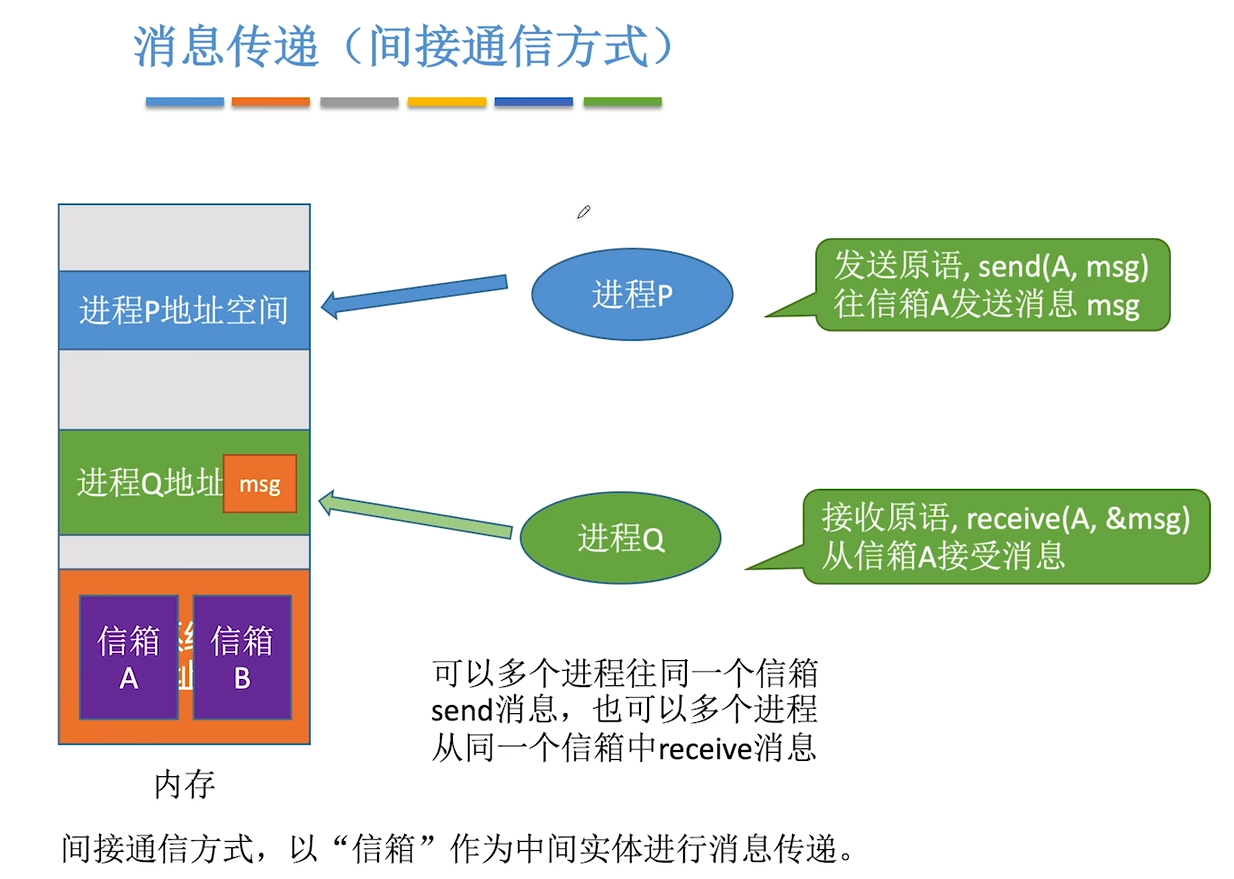 消息传递（间接通信方式）
进程P地址空间
进程P
发送原语, send(A, msg)
往信箱A发送消息 msg
进程Q地址
msg
进程Q
接收原语, receive(A, &msg)
从信箱A接受消息
信箱
A
信箱
B
可以多个进程往同一个信箱
send消息，也可以多个进程
从同一个信箱中receive消息
内存
间接通信方式，以“信箱”作为中间实体进行消息传递。